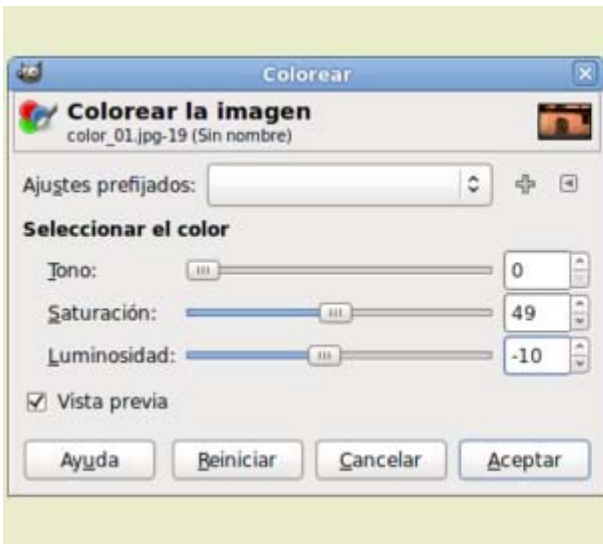 Colorear
Colorear la imagen
color_01.jpg-19 (Sin nombre)
Ajustes prefijados:
Seleccionar el color
Tono: 0
Saturación: 49
Luminosidad: -10
Vista previa
Ayuda Reiniciar Cancelar Aceptar